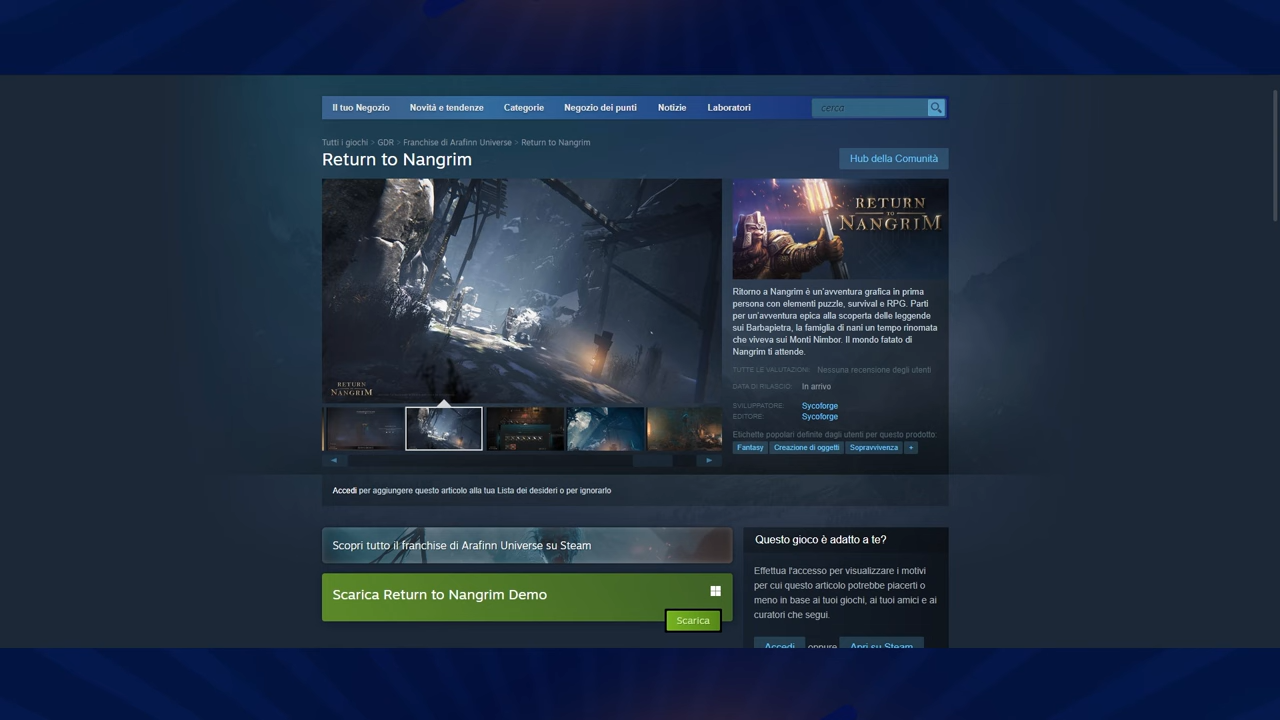 Il tuo Negozio Novità e tendenze Categorie Negozio dei punti Notizie Laboratori cerca
Tutti i giochi > GDR > Franchise di Arafinn Universe > Return to Nangrim
Return to Nangrim
Hub della Comunità
RETURN
TO
NANGRIM
RETURN
TO
NANGRIM
Ritorno a Nangrim è un'avventura grafica in prima
persona con elementi puzzle, survival e RPG. Parti
per un'avventura epica alla scoperta delle leggende
sui Barbapietra, la famiglia di nani un tempo rinomata
che viveva sui Monti Nimbor. Il mondo fatato di
Nangrim ti attende.
TUTTE LE VALUTAZIONI: Nessuna recensione degli utenti
DATA DI RILASCIO: In arrivo
SVILUPPATORE: Sycoforge
EDITORE: Sycoforge
Etichette popolari definite dagli utenti per questo prodotto:
Fantasy Creazione di oggetti Sopravvivenza +
Accedi per aggiungere questo articolo alla tua Lista dei desideri o per ignorarlo
Scopri tutto il franchise di Arafinn Universe su Steam
Scarica Return to Nangrim Demo
Scarica
Questo gioco è adatto a te?
Effettua l'accesso per visualizzare i motivi
per cui questo articolo potrebbe piacerti o
meno in base ai tuoi giochi, ai tuoi amici e ai
curatori che segui.
Accedi oppure Apri su Steam